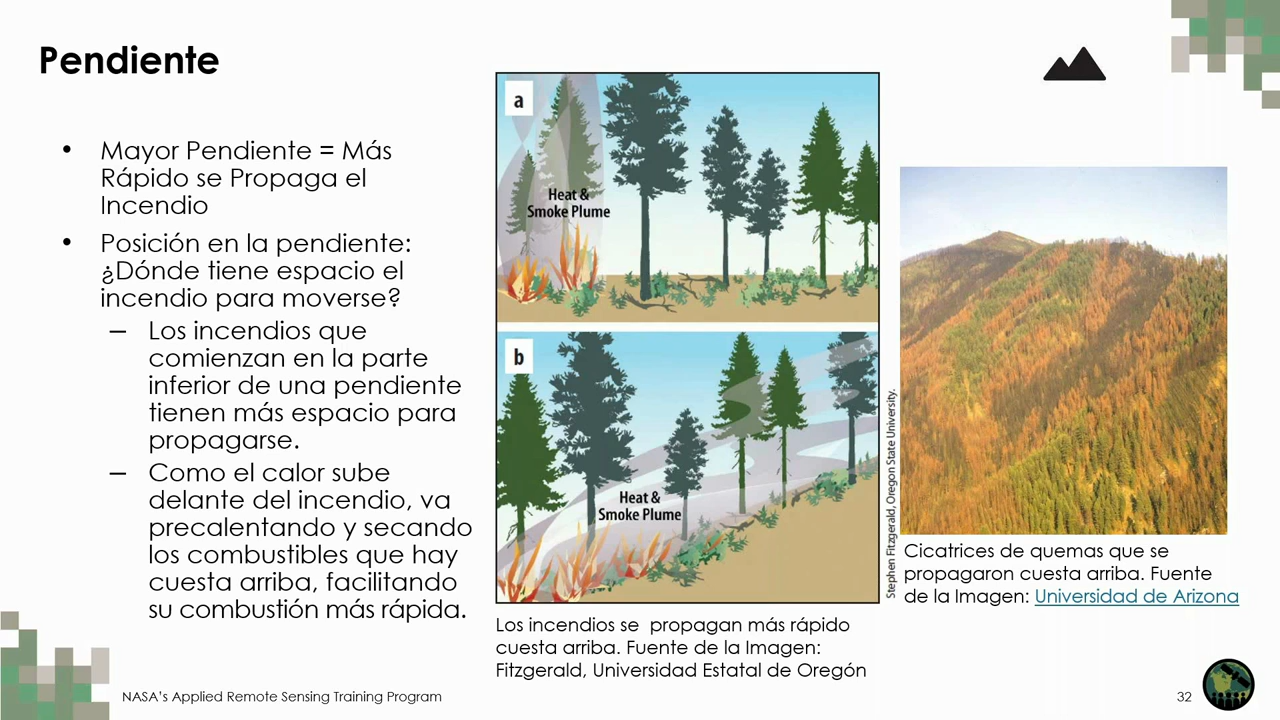 Pendiente
• Mayor Pendiente = Más
Rápido se Propaga el
Incendio
• Posición en la pendiente:
¿Dónde tiene espacio el
incendio para moverse?
– Los incendios que
comienzan en la parte
inferior de una pendiente
tienen más espacio para
propagarse.
– Como el calor sube
delante del incendio, va
precalentando y secando
los combustibles que hay
cuesta arriba, facilitando
su combustión más rápida.
a
Heat &
Smoke Plume
b
Heat &
Smoke Plume
Stephen Fitzgerald, Oregon State University.
Los incendios se propagan más rápido
cuesta arriba. Fuente de la Imagen:
Fitzgerald, Universidad Estatal de Oregón
Cicatrices de quemas que se
propagaron cuesta arriba. Fuente
de la Imagen: Universidad de Arizona
NASA's Applied Remote Sensing Training Program
32